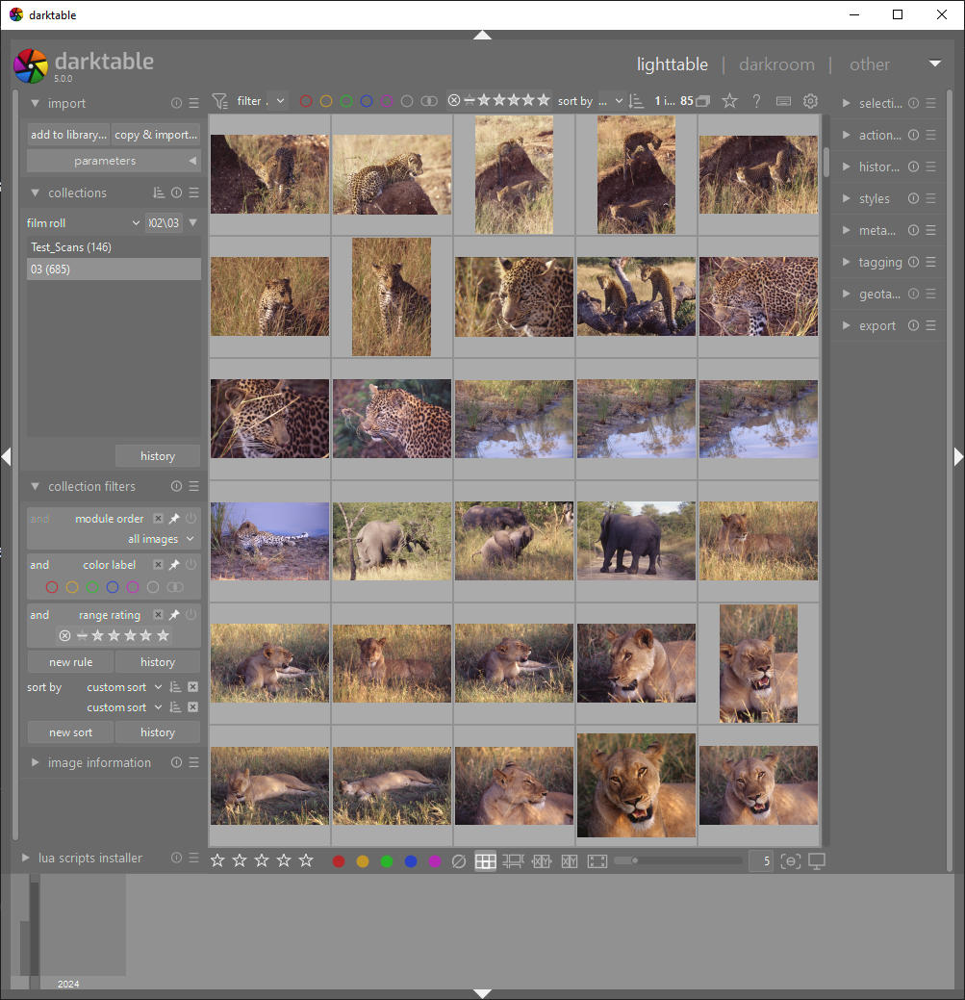 darktable
darktable
5.0.0
lighttable | darkroom | other
import
add to library... copy & import...
parameters
collections
film roll 02\03
Test_Scans (146)
03 (685)
history
collection filters
and module order
all images
and color label
and range rating
new rule history
sort by custom sort
custom sort
new sort history
image information
lua scripts installer
filter
sort by ... 1 i... 85
selecti...
action...
histor...
styles
meta...
tagging
geota...
export
5
2024